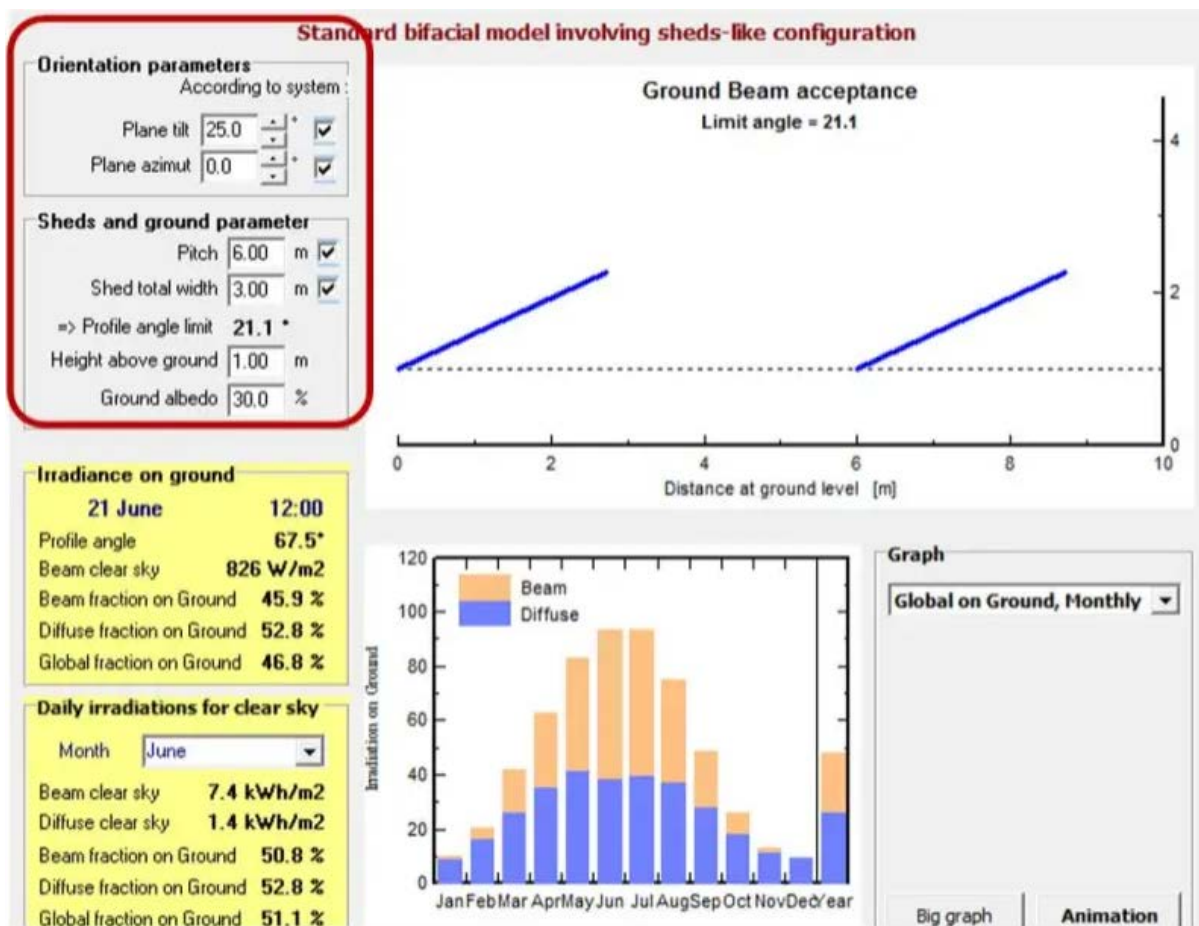 Standard bifacial model involving sheds-like configuration
Orientation parameters
According to system :
Plane tilt 25.0 °
Plane azimut 0.0 °
Sheds and ground parameter
Pitch 6.00 m
Shed total width 3.00 m
=> Profile angle limit 21.1 °
Height above ground 1.00 m
Ground albedo 30.0 %
Ground Beam acceptance
Limit angle = 21.1
4
2
0
0 2 4 6 8 10
Distance at ground level [m]
Irradiance on ground
21 June 12:00
Profile angle 67.5°
Beam clear sky 826 W/m2
Beam fraction on Ground 45.9 %
Diffuse fraction on Ground 52.8 %
Global fraction on Ground 46.8 %
Daily irradiations for clear sky
Month June
Beam clear sky 7.4 kWh/m2
Diffuse clear sky 1.4 kWh/m2
Beam fraction on Ground 50.8 %
Diffuse fraction on Ground 52.8 %
Global fraction on Ground 51.1 %
Irradiation on Ground
120
100
80
60
40
20
0
Beam
Diffuse
Jan Feb Mar Apr May Jun Jul Aug Sep Oct Nov Dec Year
Graph
Global on Ground, Monthly
Big graph
Animation